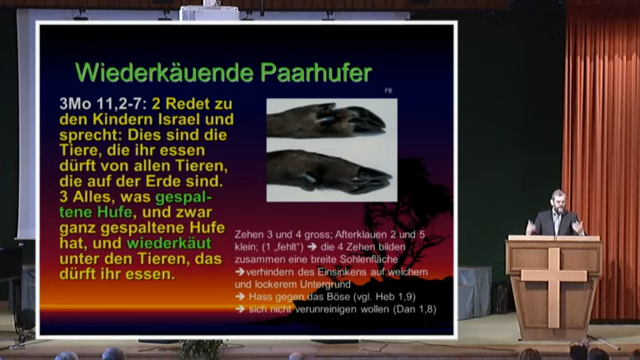 Wiederkäuende Paarhufer
FB
3Mo 11,2-7: 2 Redet zu
den Kindern Israel und
sprecht: Dies sind die
Tiere, die ihr essen
dürft von allen Tieren,
die auf der Erde sind.
3 Alles, was gespal-
tene Hufe, und zwar
ganz gespaltene Hufe
hat, und wiederkäut
unter den Tieren, das
dürft ihr essen.
Zehen 3 und 4 gross; Afterklauen 2 und 5
klein; (1 „fehlt“) ➔ die 4 Zehen bilden
zusammen eine breite Sohlenfläche
➔verhindern des Einsinkens auf weichem
und lockerem Untergrund
➔ Hass gegen das Böse (vgl. Heb 1,9)
➔ sich nicht verunreinigen wollen (Dan 1,8)